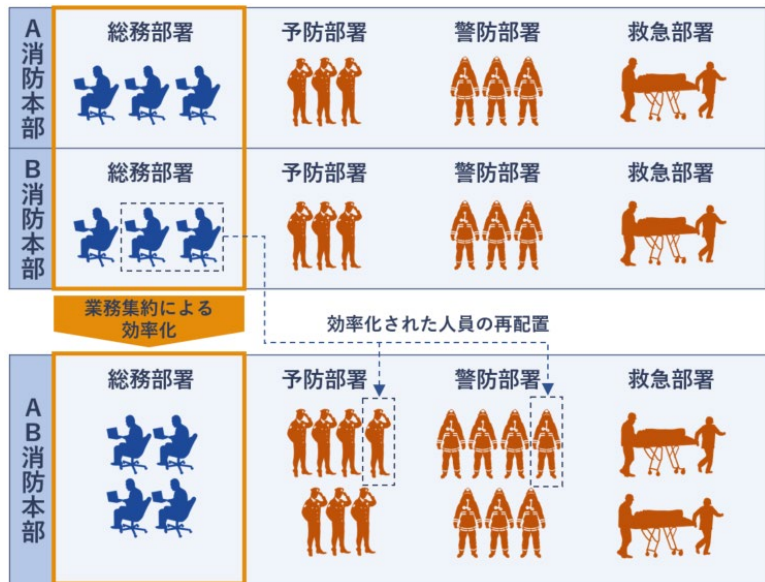 A消防本部
総務部署
予防部署
警防部署
救急部署
B消防本部
総務部署
予防部署
警防部署
救急部署
業務集約による
効率化
効率化された人員の再配置
AB消防本部
総務部署
予防部署
警防部署
救急部署